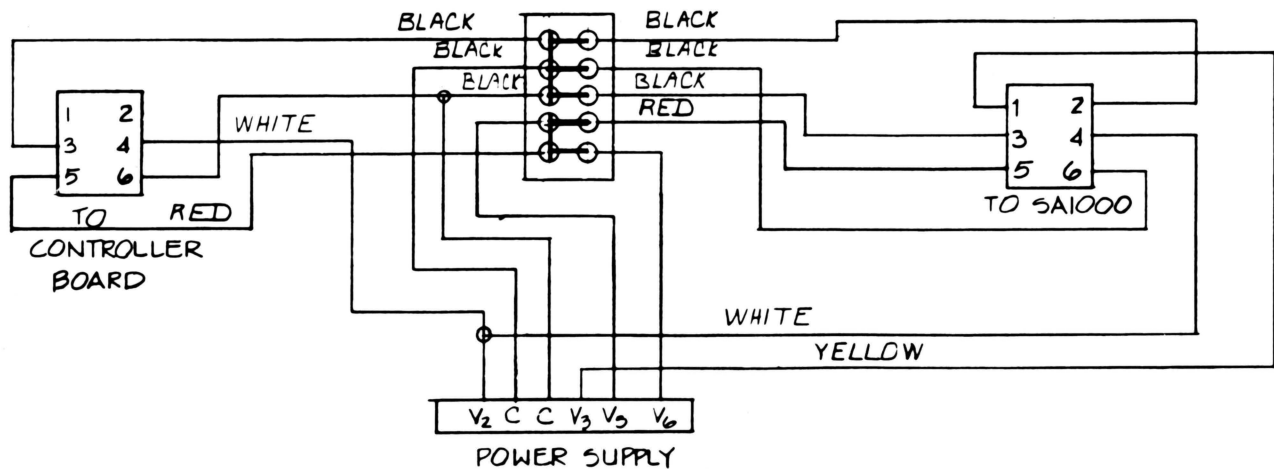 BLACK
BLACK
BLACK
BLACK
BLACK
BLACK
RED
WHITE
1 2
3 4
5 6
TO
CONTROLLER
BOARD
RED
1 2
3 4
5 6
TO SA1000
WHITE
YELLOW
V2 C C V3 V5 V6
POWER SUPPLY